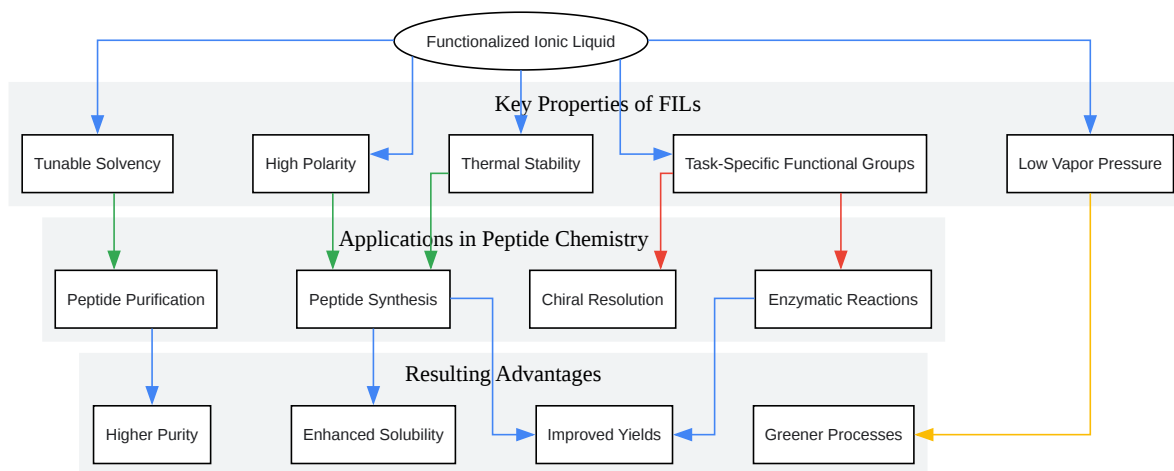 Functionalized Ionic Liquid
Key Properties of FILs
Tunable Solvency
High Polarity
Thermal Stability
Task-Specific Functional Groups
Low Vapor Pressure
Applications in Peptide Chemistry
Peptide Purification
Peptide Synthesis
Chiral Resolution
Enzymatic Reactions
Resulting Advantages
Higher Purity
Enhanced Solubility
Improved Yields
Greener Processes